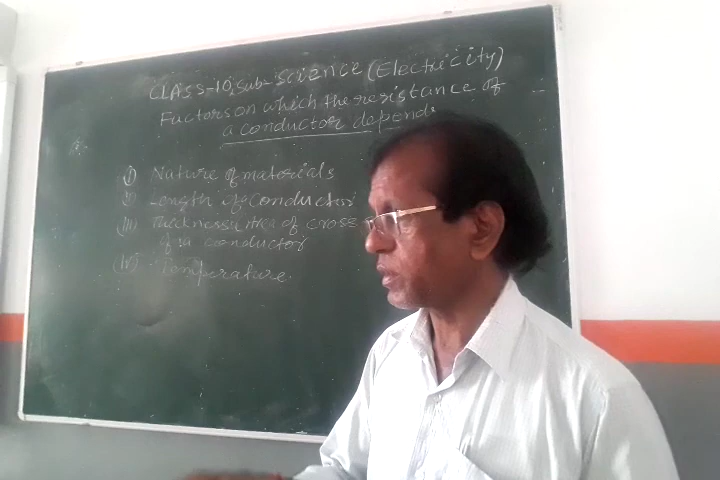 CLASS-10, Sub- Science (Electricity)
Factors on which the resistance of
a conductor depend
(I) Nature of materials
(II) Length of Conductor
(III) Thickness Area of cross
of conductor
(IV) Temperature.